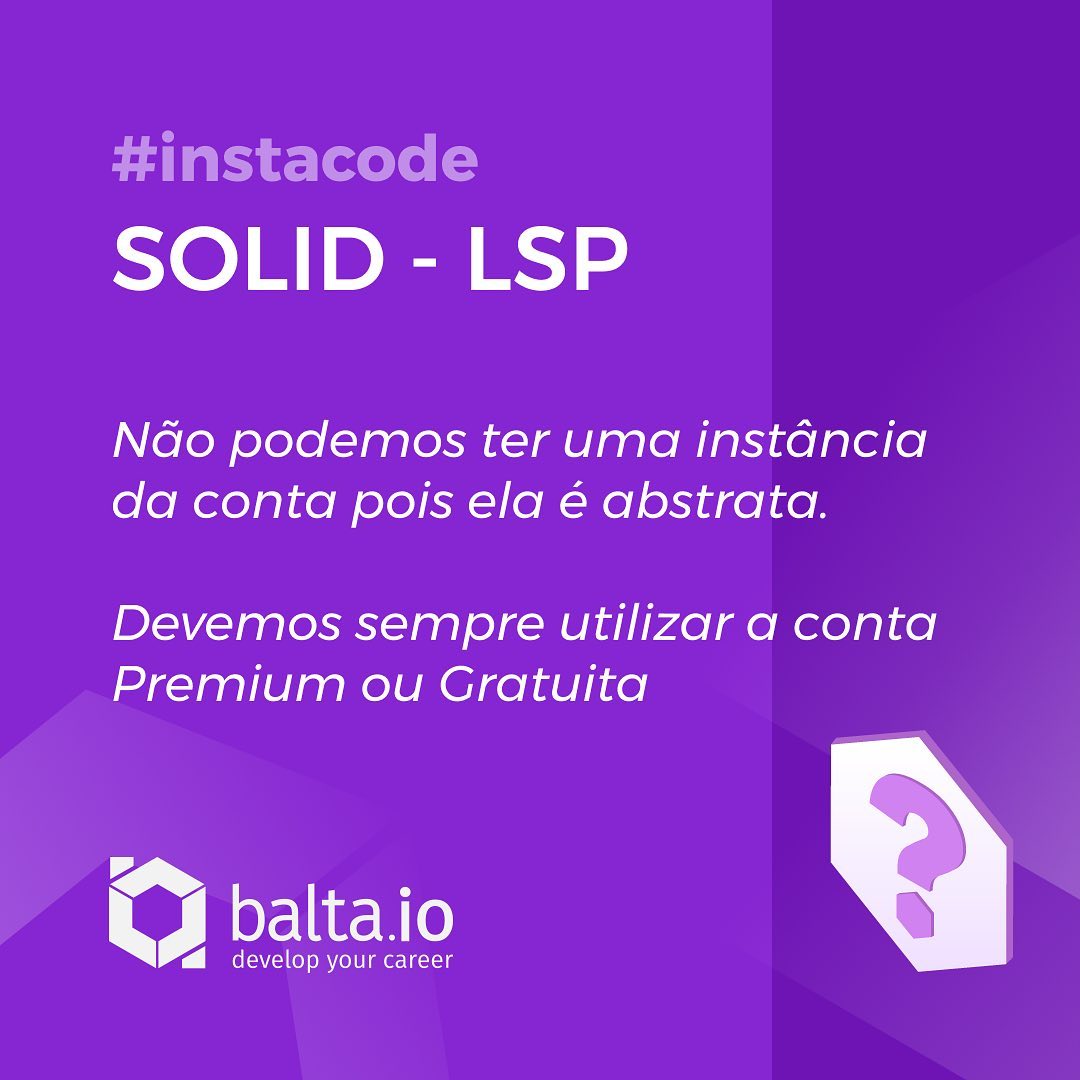 #instacode
SOLID - LSP
Não podemos ter uma instância
da conta pois ela é abstrata.
Devemos sempre utilizar a conta
Premium ou Gratuita
?
balta.io
develop your career